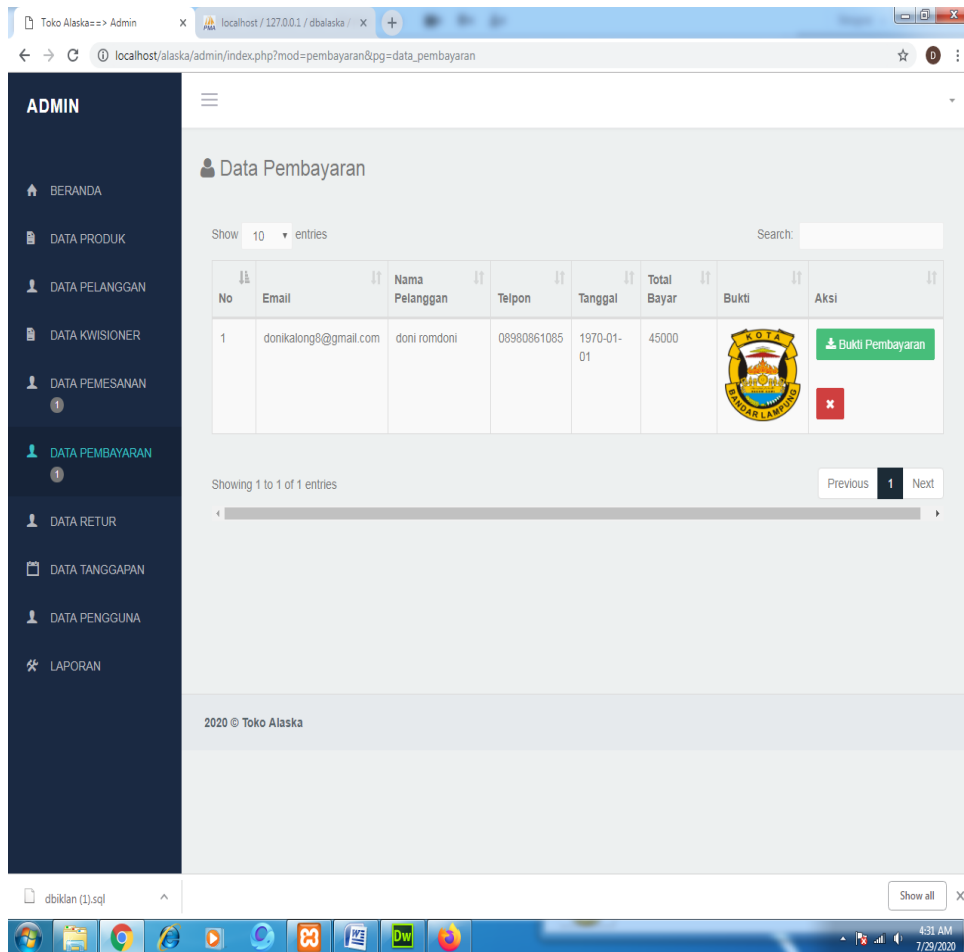 Toko Alaska==> Admin
localhost / 127.0.0.1 / dbalaska /
localhost/alaska/admin/index.php?mod=pembayaran&pg=data_pembayaran
D
ADMIN
BERANDA
DATA PRODUK
DATA PELANGGAN
DATA KWISIONER
DATA PEMESANAN
1
DATA PEMBAYARAN
1
DATA RETUR
DATA TANGGAPAN
DATA PENGGUNA
LAPORAN
Data Pembayaran
Show 10 entries
Search:
No Email Nama Pelanggan Telpon Tanggal Total Bayar Bukti Aksi
1 donikalong8@gmail.com doni romdoni 08980861085 1970-01-01 45000
KOTA
BANDAR LAMPUNG
Bukti Pembayaran
Showing 1 to 1 of 1 entries
Previous 1 Next
2020 © Toko Alaska
dbiklan (1).sql
Show all
Dw
4:31 AM
7/29/2020